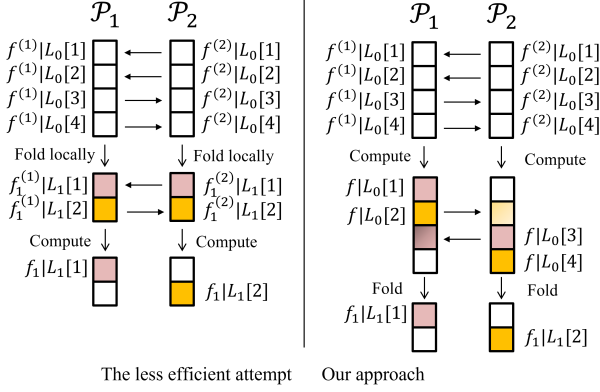 𝒫₁ 𝒫₂
f⁽¹⁾|L₀[1] f⁽²⁾|L₀[1]
f⁽¹⁾|L₀[2] f⁽²⁾|L₀[2]
f⁽¹⁾|L₀[3] f⁽²⁾|L₀[3]
f⁽¹⁾|L₀[4] f⁽²⁾|L₀[4]
Fold locally Fold locally
f₁⁽¹⁾|L₁[1] f₁⁽²⁾|L₁[1]
f₁⁽¹⁾|L₁[2] f₁⁽²⁾|L₁[2]
Compute Compute
f₁|L₁[1]
f₁|L₁[2]
The less efficient attempt
𝒫₁ 𝒫₂
f⁽¹⁾|L₀[1] f⁽²⁾|L₀[1]
f⁽¹⁾|L₀[2] f⁽²⁾|L₀[2]
f⁽¹⁾|L₀[3] f⁽²⁾|L₀[3]
f⁽¹⁾|L₀[4] f⁽²⁾|L₀[4]
Compute Compute
f|L₀[1]
f|L₀[2]
f|L₀[3]
f|L₀[4]
Fold Fold
f₁|L₁[1]
f₁|L₁[2]
Our approach